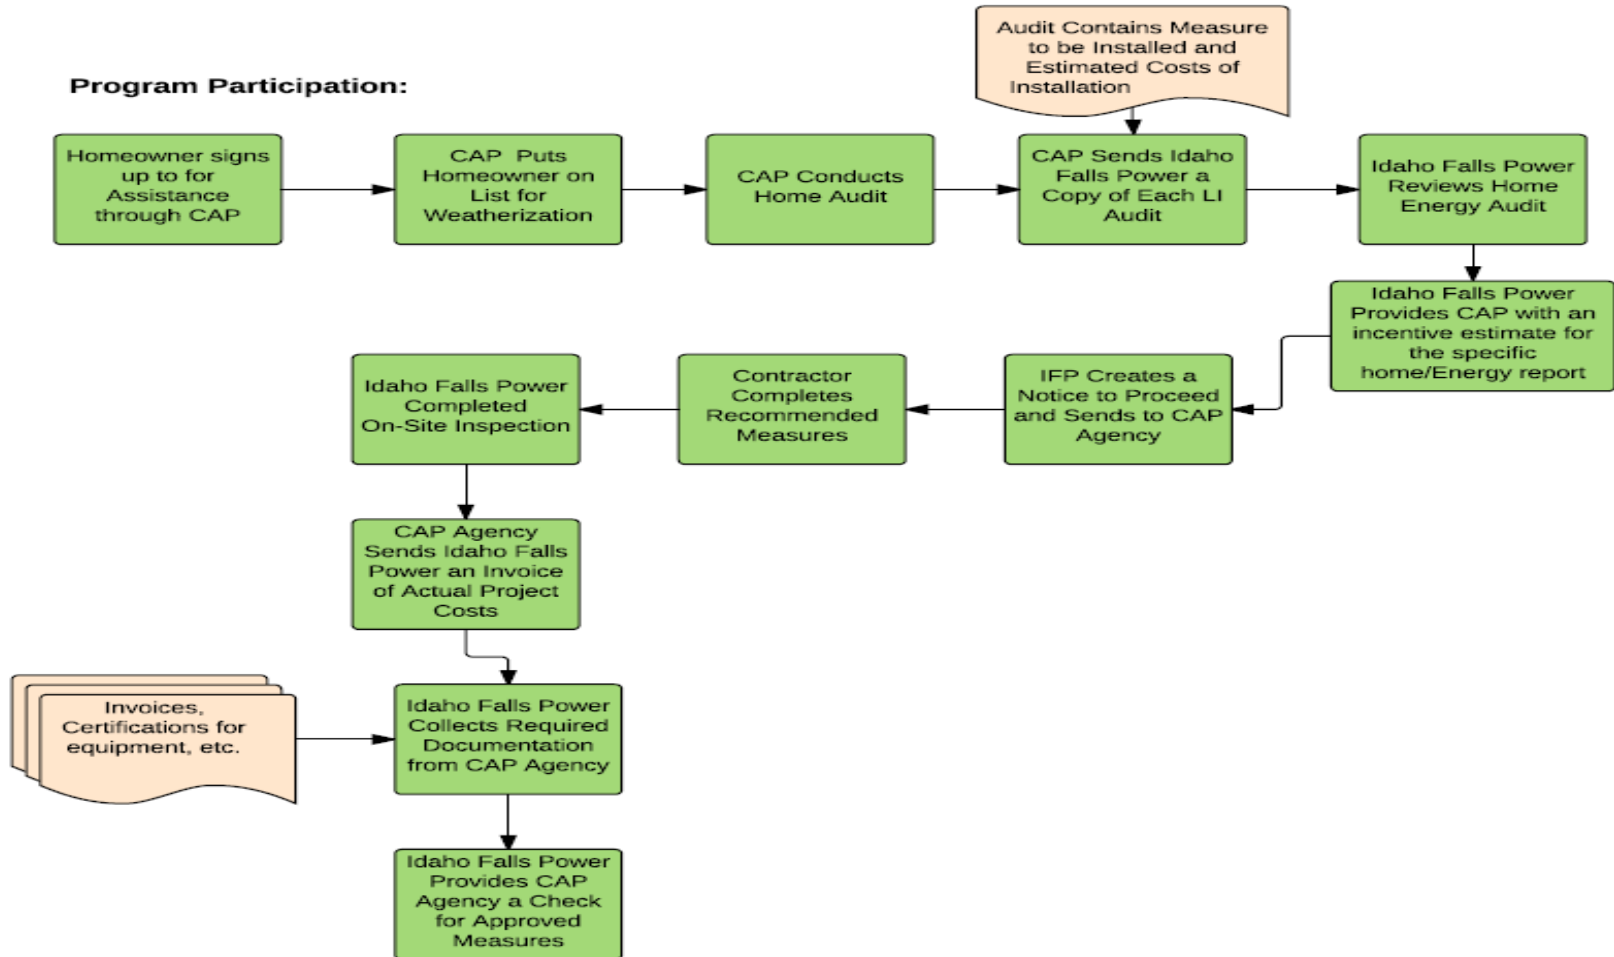 Program Participation:
Audit Contains Measure
to be Installed and
Estimated Costs of
Installation
Homeowner signs
up to for
Assistance
through CAP
CAP Puts
Homeowner on
List for
Weatherization
CAP Conducts
Home Audit
CAP Sends Idaho
Falls Power a
Copy of Each LI
Audit
Idaho Falls Power
Reviews Home
Energy Audit
Idaho Falls Power
Provides CAP with an
incentive estimate for
the specific
home/Energy report
IFP Creates a
Notice to Proceed
and Sends to CAP
Agency
Contractor
Completes
Recommended
Measures
Idaho Falls Power
Completed
On-Site Inspection
CAP Agency
Sends Idaho Falls
Power an Invoice
of Actual Project
Costs
Invoices,
Certifications for
equipment, etc.
Idaho Falls Power
Collects Required
Documentation
from CAP Agency
Idaho Falls Power
Provides CAP
Agency a Check
for Approved
Measures